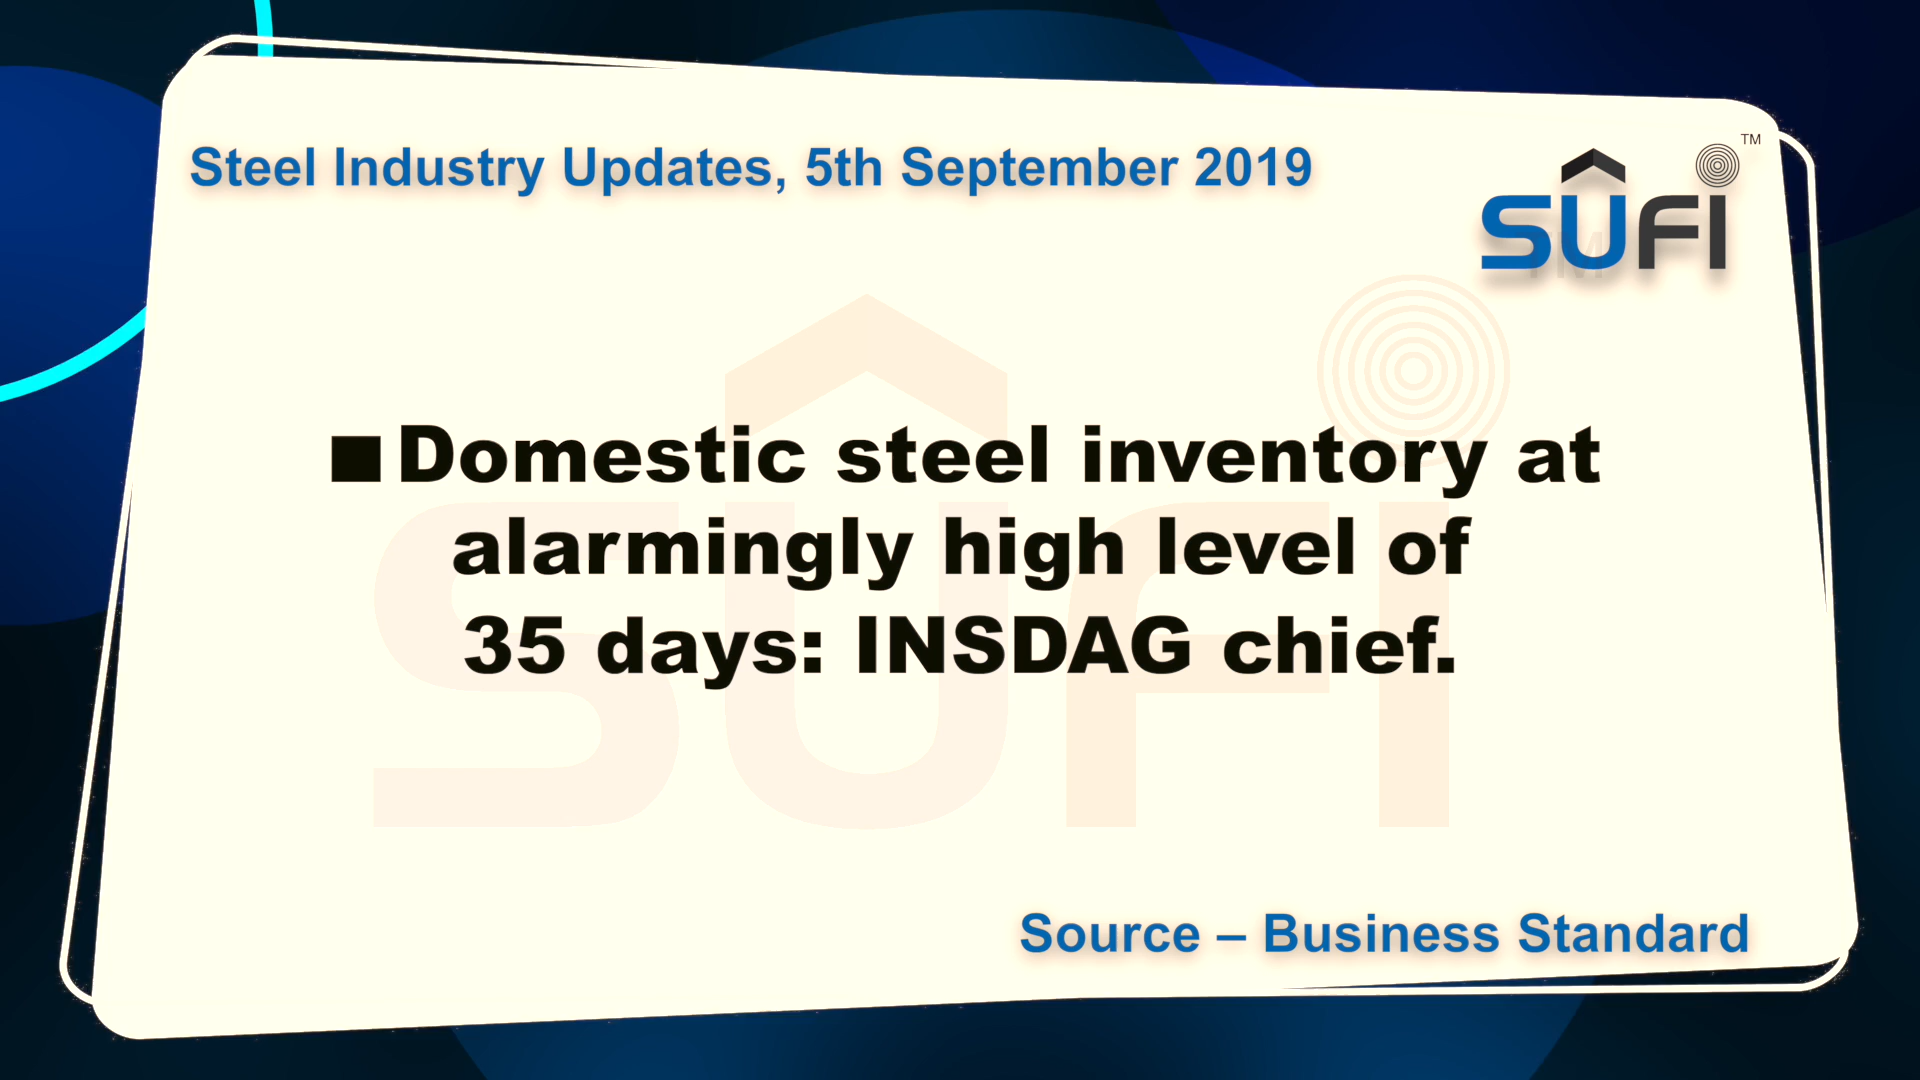 Steel Industry Updates, 5th September 2019
TM
SUFI
■Domestic steel inventory at
alarmingly high level of
35 days: INSDAG chief.
SUFI
Source – Business Standard